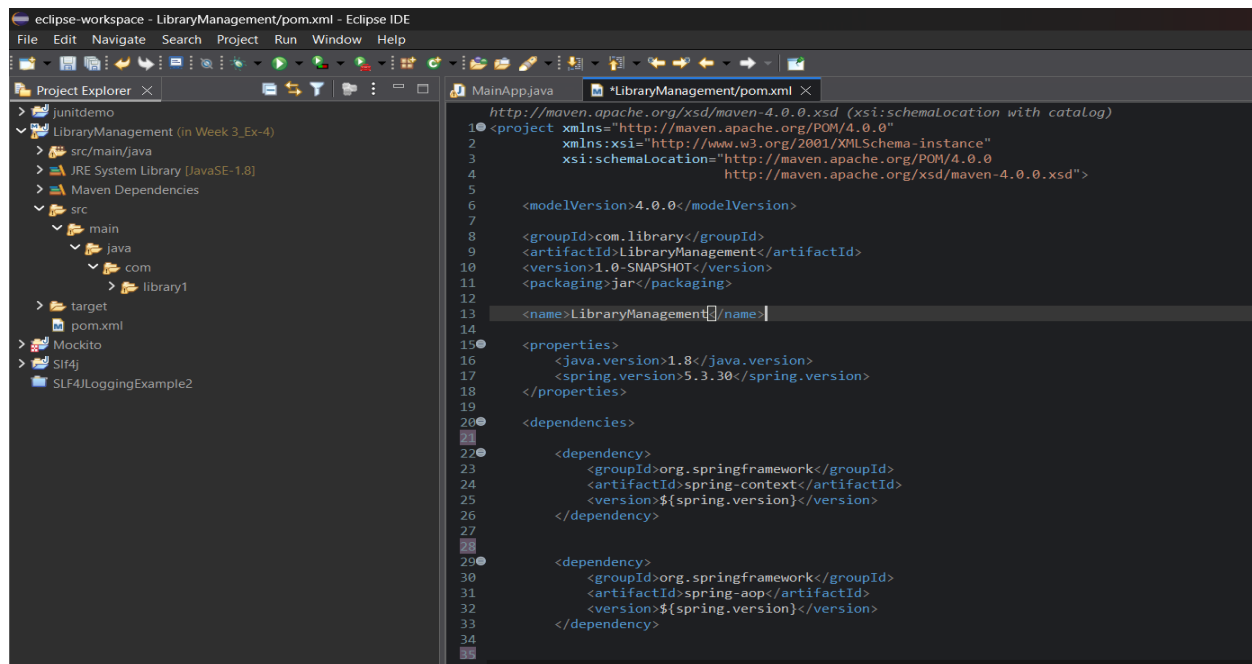 eclipse-workspace - LibraryManagement/pom.xml - Eclipse IDE
File Edit Navigate Search Project Run Window Help
Project Explorer
junitdemo
LibraryManagement (in Week 3_Ex-4)
src/main/java
JRE System Library [JavaSE-1.8]
Maven Dependencies
src
main
java
com
library1
target
pom.xml
Mockito
Slf4j
SLF4JLoggingExample2
MainApp.java *LibraryManagement/pom.xml
http://maven.apache.org/xsd/maven-4.0.0.xsd (xsi:schemaLocation with catalog)
1 <project xmlns="http://maven.apache.org/POM/4.0.0"
2 xmlns:xsi="http://www.w3.org/2001/XMLSchema-instance"
3 xsi:schemaLocation="http://maven.apache.org/POM/4.0.0
4 http://maven.apache.org/xsd/maven-4.0.0.xsd">
5
6 <modelVersion>4.0.0</modelVersion>
7
8 <groupId>com.library</groupId>
9 <artifactId>LibraryManagement</artifactId>
10 <version>1.0-SNAPSHOT</version>
11 <packaging>jar</packaging>
12
13 <name>LibraryManagement</name>
14
15 <properties>
16 <java.version>1.8</java.version>
17 <spring.version>5.3.30</spring.version>
18 </properties>
19
20 <dependencies>
21
22 <dependency>
23 <groupId>org.springframework</groupId>
24 <artifactId>spring-context</artifactId>
25 <version>${spring.version}</version>
26 </dependency>
27
28
29 <dependency>
30 <groupId>org.springframework</groupId>
31 <artifactId>spring-aop</artifactId>
32 <version>${spring.version}</version>
33 </dependency>
34
35